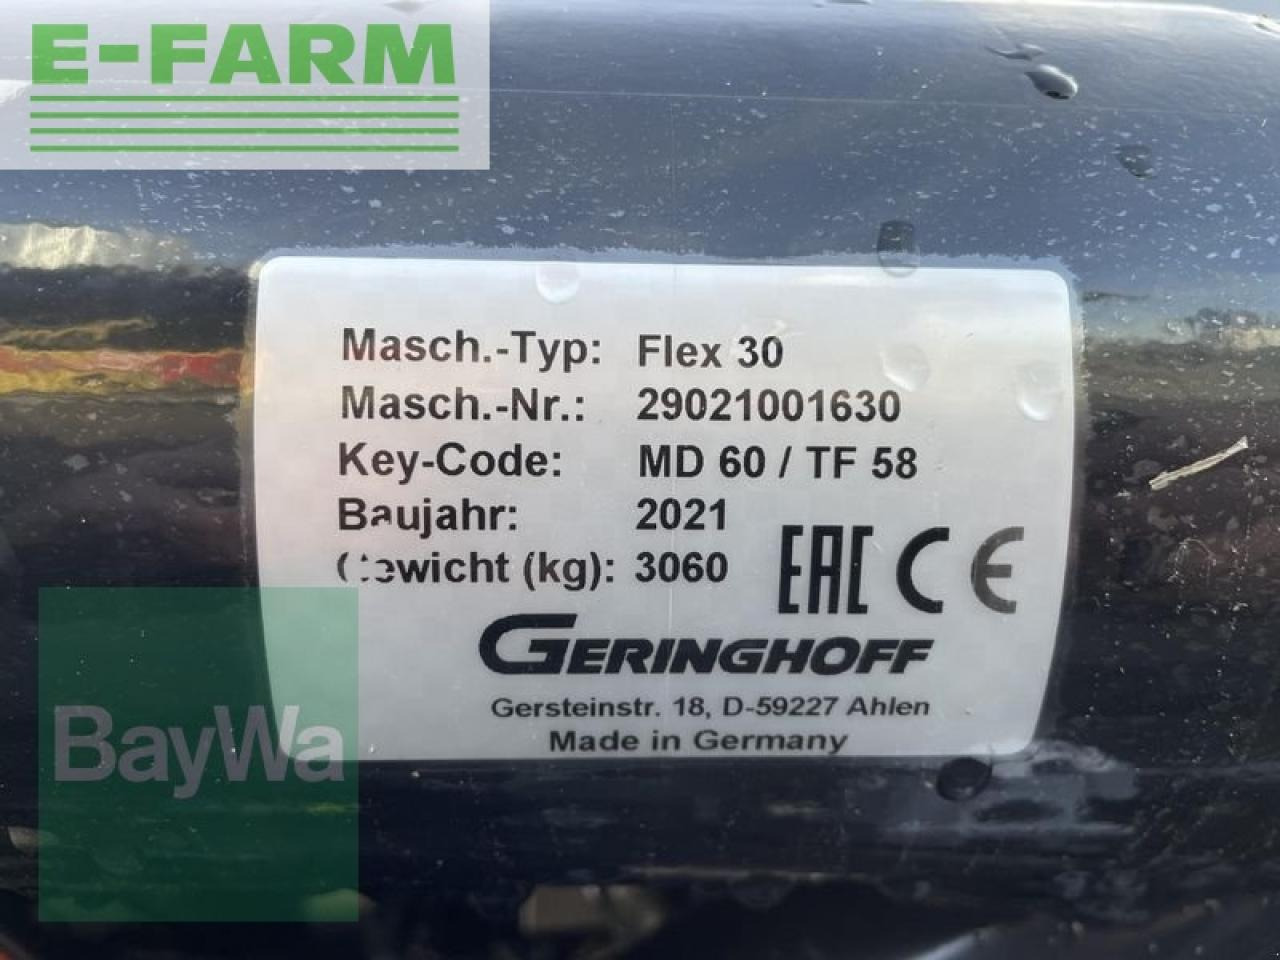 E-FARM
Masch.-Typ: Flex 30
Masch.-Nr.: 29021001630
Key-Code: MD 60 / TF 58
Baujahr: 2021
Gewicht (kg): 3060
EAC CE
GERINGHOFF
Gersteinstr. 18, D-59227 Ahlen
Made in Germany
BayWa